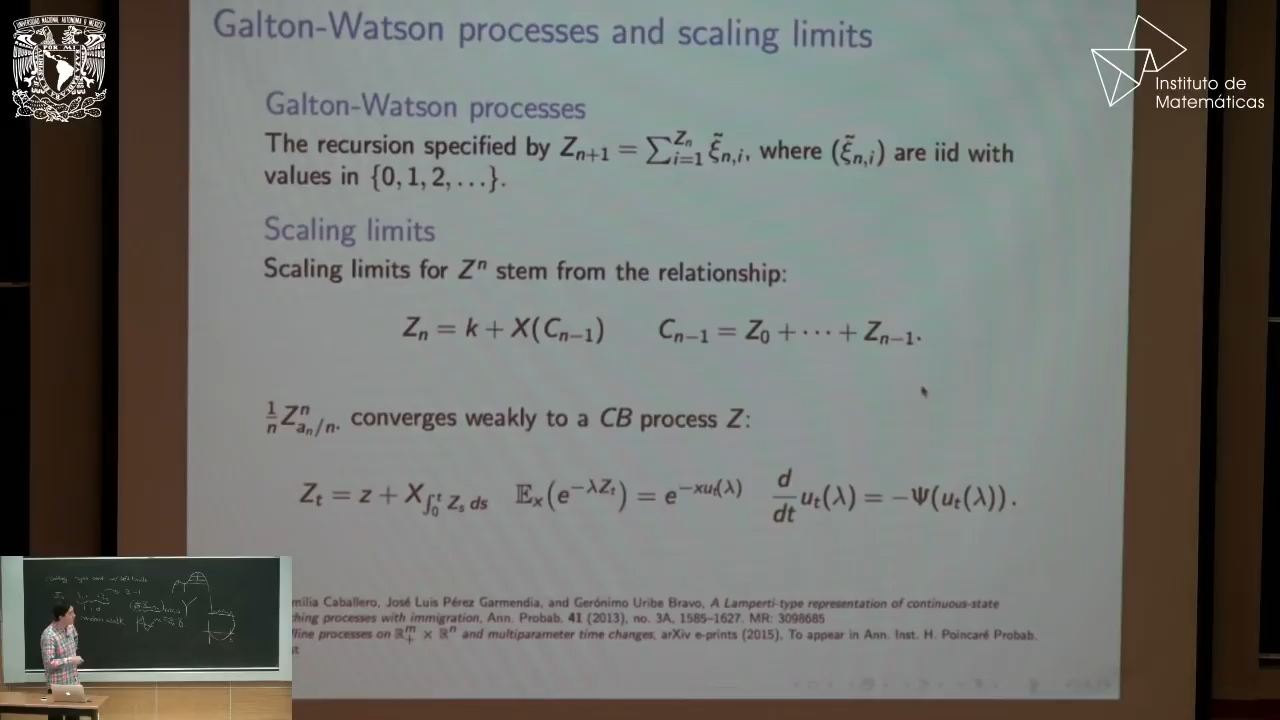 Galton-Watson processes and scaling limits
Instituto de
Matemáticas
Galton-Watson processes
The recursion specified by Z_{n+1} = ∑_{i=1}^{Z_n} ξ̃_{n,i}, where (ξ̃_{n,i}) are iid with
values in {0, 1, 2, …}.
Scaling limits
Scaling limits for Zⁿ stem from the relationship:
Z_n = k + X(C_{n−1}) C_{n−1} = Z_0 + ⋯ + Z_{n−1}.
1/n Z^n_{a_n/n·} converges weakly to a CB process Z:
Z_t = z + X_{∫_0^t Z_s ds} 𝔼_x(e^{−λZ_t}) = e^{−xu_t(λ)} d/dt u_t(λ) = −Ψ(u_t(λ)).
milia Caballero, José Luis Pérez Garmendia, and Gerónimo Uribe Bravo, A Lamperti-type representation of continuous-state
ching processes with immigration, Ann. Probab. 41 (2013), no. 3A, 1585–1627. MR: 3098685
fine processes on ℝ_+^m × ℝ^n and multiparameter time changes, arXiv e-prints (2015), To appear in Ann. Inst. H. Poincaré Probab.